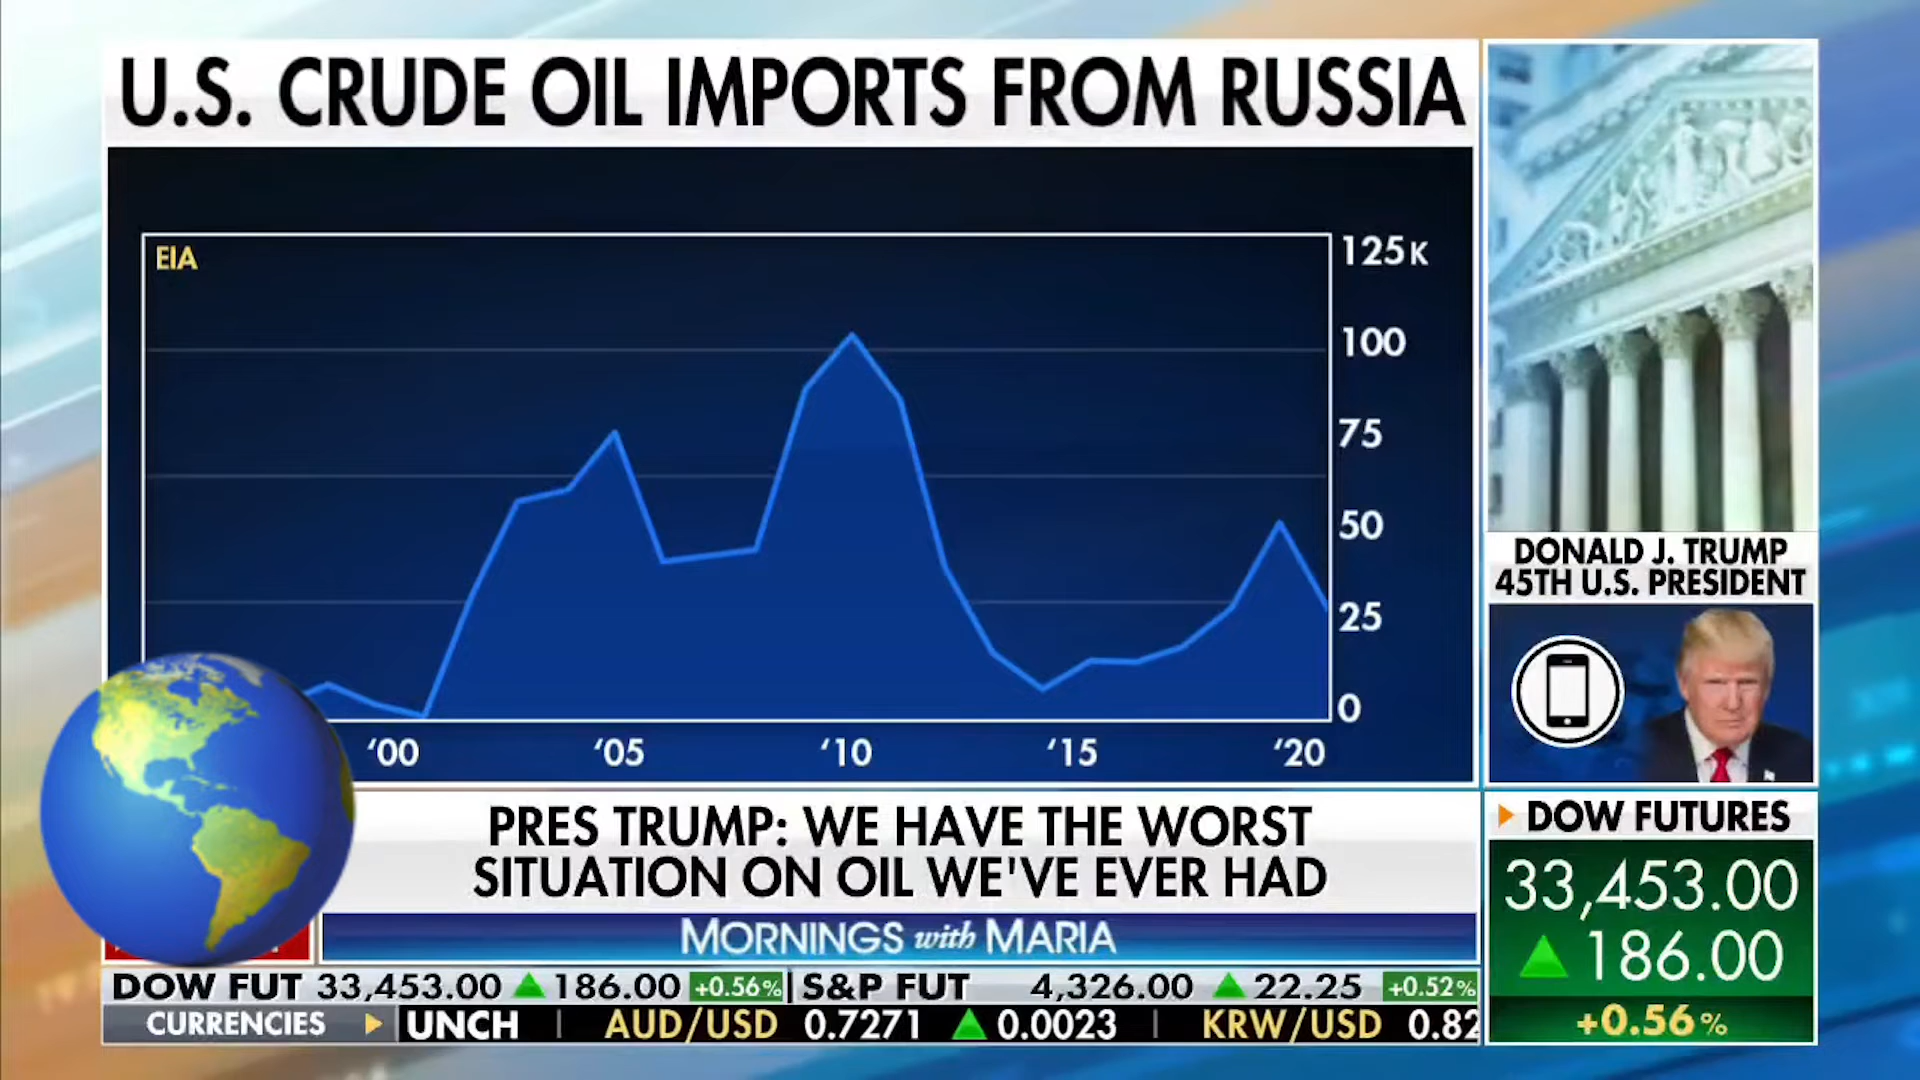 U.S. CRUDE OIL IMPORTS FROM RUSSIA
EIA
125K
100
75
50
25
0
‘00 ‘05 ‘10 ‘15 ‘20
DONALD J. TRUMP
45TH U.S. PRESIDENT
PRES TRUMP: WE HAVE THE WORST
SITUATION ON OIL WE'VE EVER HAD
MORNINGS with MARIA
DOW FUTURES
33,453.00
▲ 186.00
+0.56%
DOW FUT 33,453.00 ▲ 186.00 +0.56% S&P FUT 4,326.00 ▲ 22.25 +0.52%
CURRENCIES UNCH AUD/USD 0.7271 ▲ 0.0023 KRW/USD 0.82